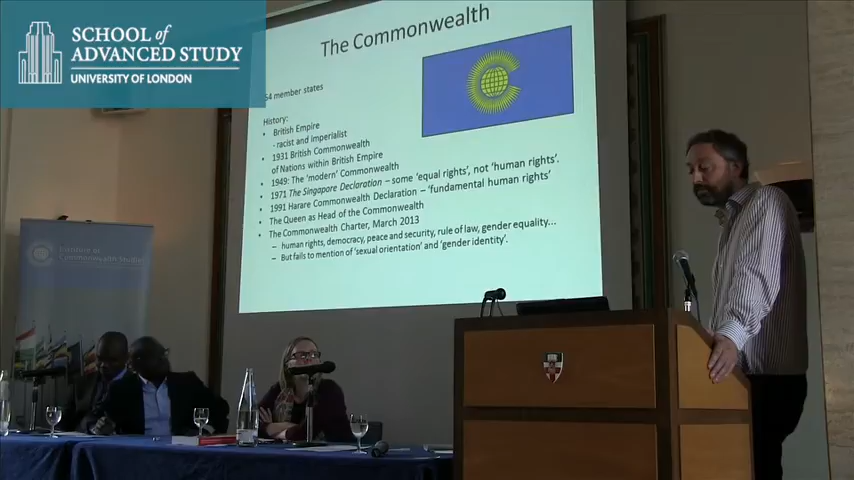 SCHOOL of
ADVANCED STUDY
UNIVERSITY OF LONDON
The Commonwealth
54 member states
History:
• British Empire
- racist and imperialist
• 1931 British Commonwealth
of Nations within British Empire
• 1949: The 'modern' Commonwealth
• 1971 The Singapore Declaration – some 'equal rights', not 'human rights'.
• 1991 Harare Commonwealth Declaration – 'fundamental human rights'
• The Queen as Head of the Commonwealth
• The Commonwealth Charter, March 2013
– human rights, democracy, peace and security, rule of law, gender equality...
– But fails to mention of 'sexual orientation' and 'gender identity'.
Institute of
Commonwealth Studies